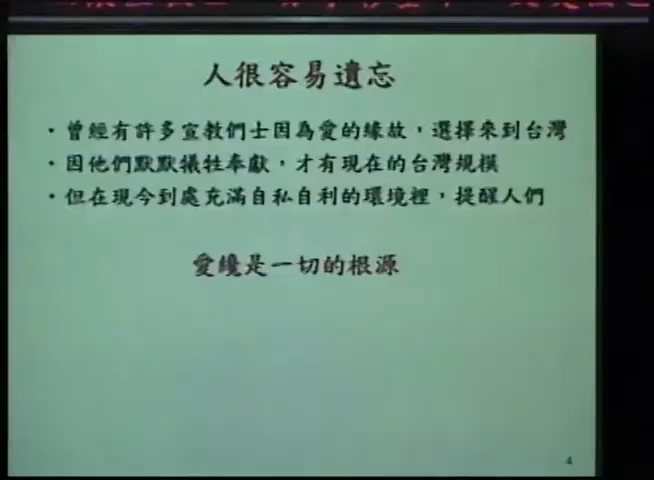 人很容易遺忘
・曾經有許多宣教們士因為愛的緣故，選擇來到台灣
・因他們默默犧牲奉獻，才有現在的台灣規模
・但在現今到處充滿自私自利的環境裡，提醒人們
愛纔是一切的根源
4